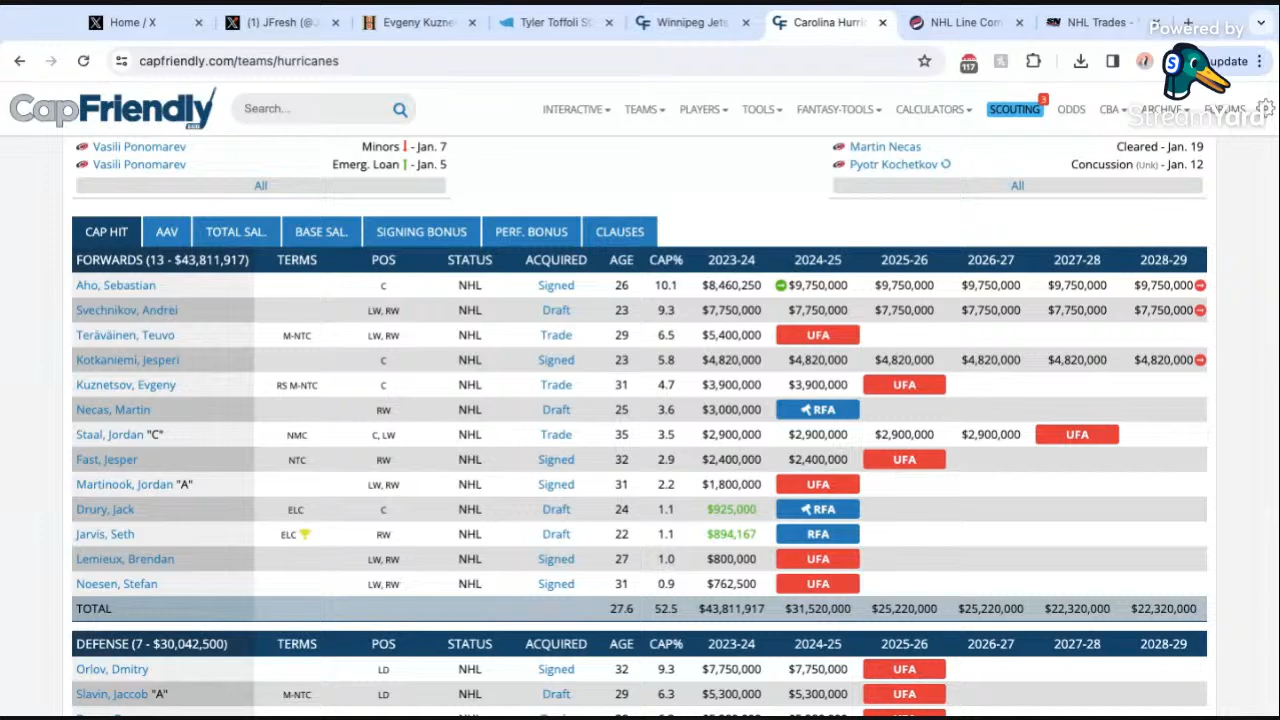 Home / X
(1) JFresh (@J
Evgeny Kuzne
Tyler Toffoli S
Winnipeg Jets
Carolina Hurri
NHL Line Com
NHL Trades -
Powered by
capfriendly.com/teams/hurricanes
117
S
update
StreamYard
CapFriendly
.com
Search...
INTERACTIVE
TEAMS
PLAYERS
TOOLS
FANTASY-TOOLS
CALCULATORS
SCOUTING
3
ODDS
CBA
ARCHIVE
FORUMS
Vasili Ponomarev Minors - Jan. 7
Martin Necas Cleared - Jan. 19
Vasili Ponomarev Emerg. Loan - Jan. 5
Pyotr Kochetkov Concussion (Unk) - Jan. 12
All
All
CAP HIT AAV TOTAL SAL. BASE SAL. SIGNING BONUS PERF. BONUS CLAUSES
FORWARDS (13 - $43,811,917) TERMS POS STATUS ACQUIRED AGE CAP% 2023-24 2024-25 2025-26 2026-27 2027-28 2028-29
Aho, Sebastian C NHL Signed 26 10.1 $8,460,250 $9,750,000 $9,750,000 $9,750,000 $9,750,000 $9,750,000
Svechnikov, Andrei LW, RW NHL Draft 23 9.3 $7,750,000 $7,750,000 $7,750,000 $7,750,000 $7,750,000 $7,750,000
Teräväinen, Teuvo M-NTC LW, RW NHL Trade 29 6.5 $5,400,000 UFA
Kotkaniemi, Jesperi C NHL Signed 23 5.8 $4,820,000 $4,820,000 $4,820,000 $4,820,000 $4,820,000 $4,820,000
Kuznetsov, Evgeny RS M-NTC C NHL Trade 31 4.7 $3,900,000 $3,900,000 UFA
Necas, Martin RW NHL Draft 25 3.6 $3,000,000 RFA
Staal, Jordan "C" NMC C, LW NHL Trade 35 3.5 $2,900,000 $2,900,000 $2,900,000 $2,900,000 UFA
Fast, Jesper NTC RW NHL Signed 32 2.9 $2,400,000 $2,400,000 UFA
Martinook, Jordan "A" LW, RW NHL Signed 31 2.2 $1,800,000 UFA
Drury, Jack ELC C NHL Draft 24 1.1 $925,000 RFA
Jarvis, Seth ELC RW NHL Draft 22 1.1 $894,167 RFA
Lemieux, Brendan LW, RW NHL Signed 27 1.0 $800,000 UFA
Noesen, Stefan LW, RW NHL Signed 31 0.9 $762,500 UFA
TOTAL 27.6 52.5 $43,811,917 $31,520,000 $25,220,000 $25,220,000 $22,320,000 $22,320,000
DEFENSE (7 - $30,042,500) TERMS POS STATUS ACQUIRED AGE CAP% 2023-24 2024-25 2025-26 2026-27 2027-28 2028-29
Orlov, Dmitry LD NHL Signed 32 9.3 $7,750,000 $7,750,000 UFA
Slavin, Jaccob "A" M-NTC LD NHL Draft 29 6.3 $5,300,000 $5,300,000 UFA